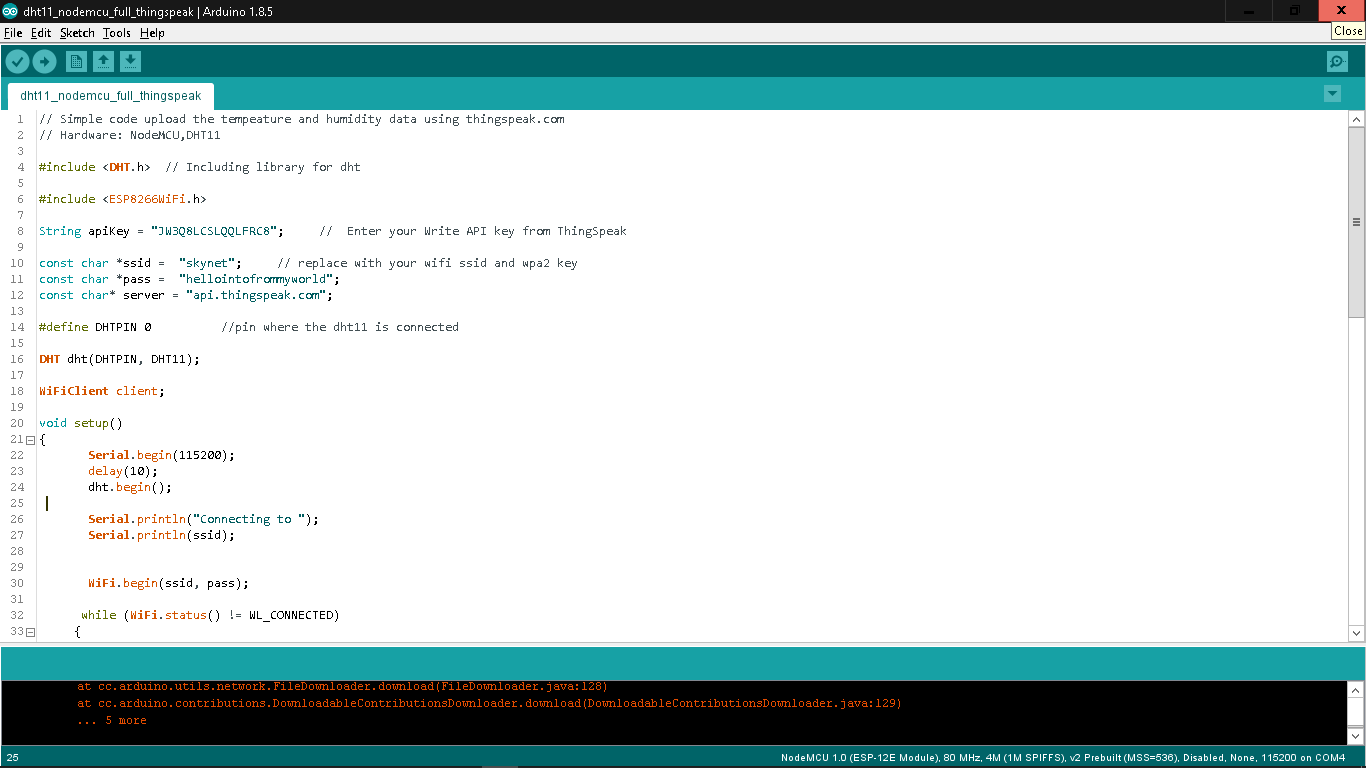 dht11_nodemcu_full_thingspeak | Arduino 1.8.5
File Edit Sketch Tools Help
Close
dht11_nodemcu_full_thingspeak
1 // Simple code upload the tempeature and humidity data using thingspeak.com
2 // Hardware: NodeMCU,DHT11
3
4 #include <DHT.h>  // Including library for dht
5
6 #include <ESP8266WiFi.h>
7
8 String apiKey = "JW3Q8LCSLQQLFRC8";     //  Enter your Write API key from ThingSpeak
9
10 const char *ssid =  "skynet";     // replace with your wifi ssid and wpa2 key
11 const char *pass =  "hellointofrommyworld";
12 const char* server = "api.thingspeak.com";
13
14 #define DHTPIN 0          //pin where the dht11 is connected
15
16 DHT dht(DHTPIN, DHT11);
17
18 WiFiClient client;
19
20 void setup()
21 {
22        Serial.begin(115200);
23        delay(10);
24        dht.begin();
25
26        Serial.println("Connecting to ");
27        Serial.println(ssid);
28
29
30        WiFi.begin(ssid, pass);
31
32       while (WiFi.status() != WL_CONNECTED)
33      {
at cc.arduino.utils.network.FileDownloader.download(FileDownloader.java:128)
at cc.arduino.contributions.DownloadableContributionsDownloader.download(DownloadableContributionsDownloader.java:129)
... 5 more
25 NodeMCU 1.0 (ESP-12E Module), 80 MHz, 4M (1M SPIFFS), v2 Prebuilt (MSS=536), Disabled, None, 115200 on COM4